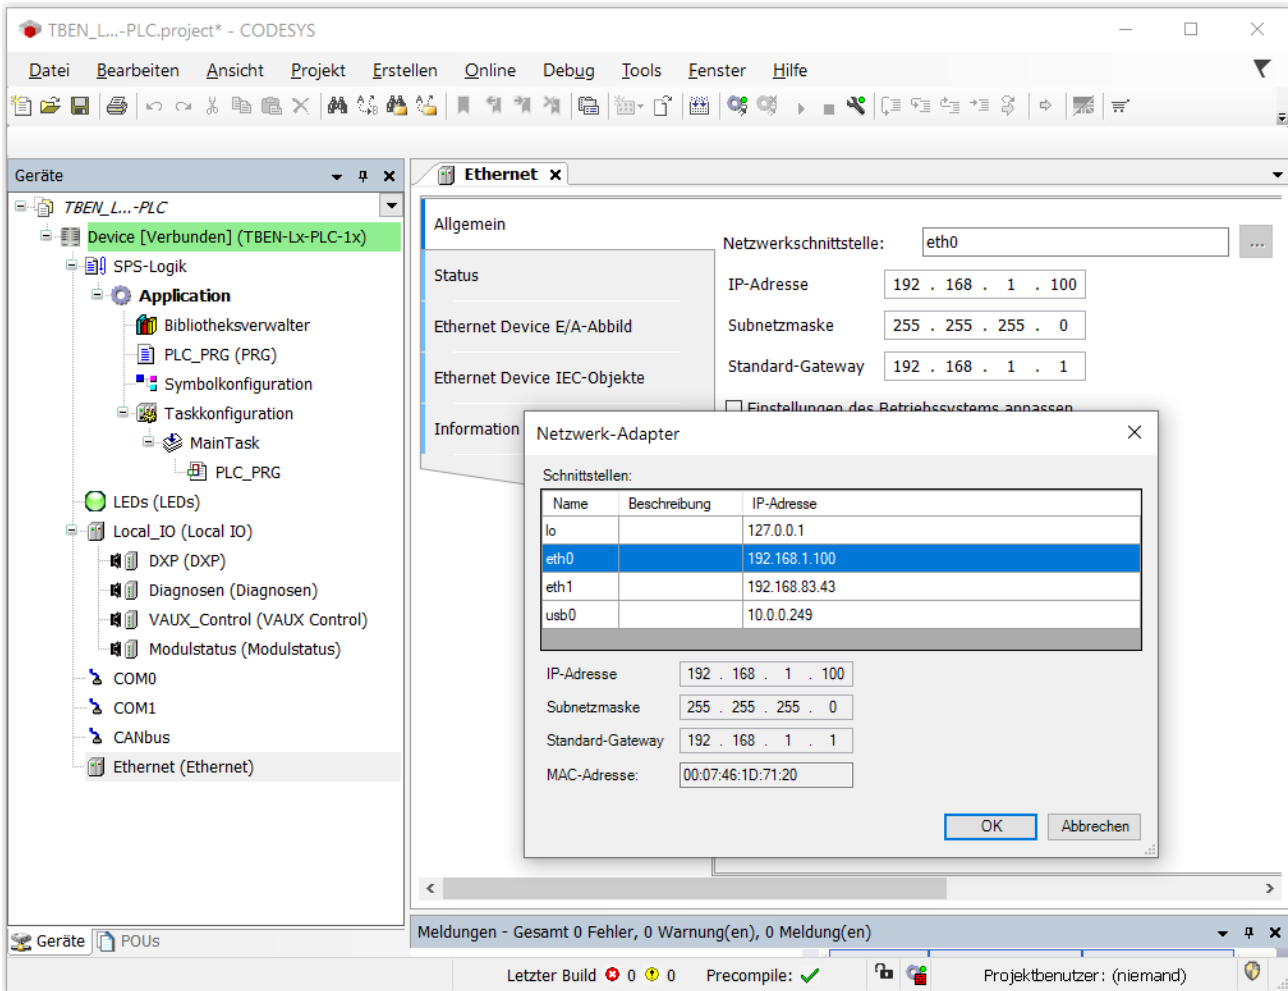 TBEN_L...-PLC.project* - CODESYS
Datei Bearbeiten Ansicht Projekt Erstellen Online Debug Tools Fenster Hilfe
Geräte
TBEN_L...-PLC
Device [Verbunden] (TBEN-Lx-PLC-1x)
SPS-Logik
Application
Bibliotheksverwalter
PLC_PRG (PRG)
Symbolkonfiguration
Taskkonfiguration
MainTask
PLC_PRG
LEDs (LEDs)
Local_IO (Local IO)
DXP (DXP)
Diagnosen (Diagnosen)
VAUX_Control (VAUX Control)
Modulstatus (Modulstatus)
COM0
COM1
CANbus
Ethernet (Ethernet)
Geräte POUs
Ethernet
Allgemein
Status
Ethernet Device E/A-Abbild
Ethernet Device IEC-Objekte
Information
Netzwerkschnittstelle: eth0 ...
IP-Adresse 192 . 168 . 1 . 100
Subnetzmaske 255 . 255 . 255 . 0
Standard-Gateway 192 . 168 . 1 . 1
Einstellungen des Betriebssystems anpassen
Netzwerk-Adapter
Schnittstellen:
Name Beschreibung IP-Adresse
lo 127.0.0.1
eth0 192.168.1.100
eth1 192.168.83.43
usb0 10.0.0.249
IP-Adresse 192 . 168 . 1 . 100
Subnetzmaske 255 . 255 . 255 . 0
Standard-Gateway 192 . 168 . 1 . 1
MAC-Adresse: 00:07:46:1D:71:20
OK Abbrechen
Meldungen - Gesamt 0 Fehler, 0 Warnung(en), 0 Meldung(en)
Letzter Build 0 0 Precompile: Projektbenutzer: (niemand)